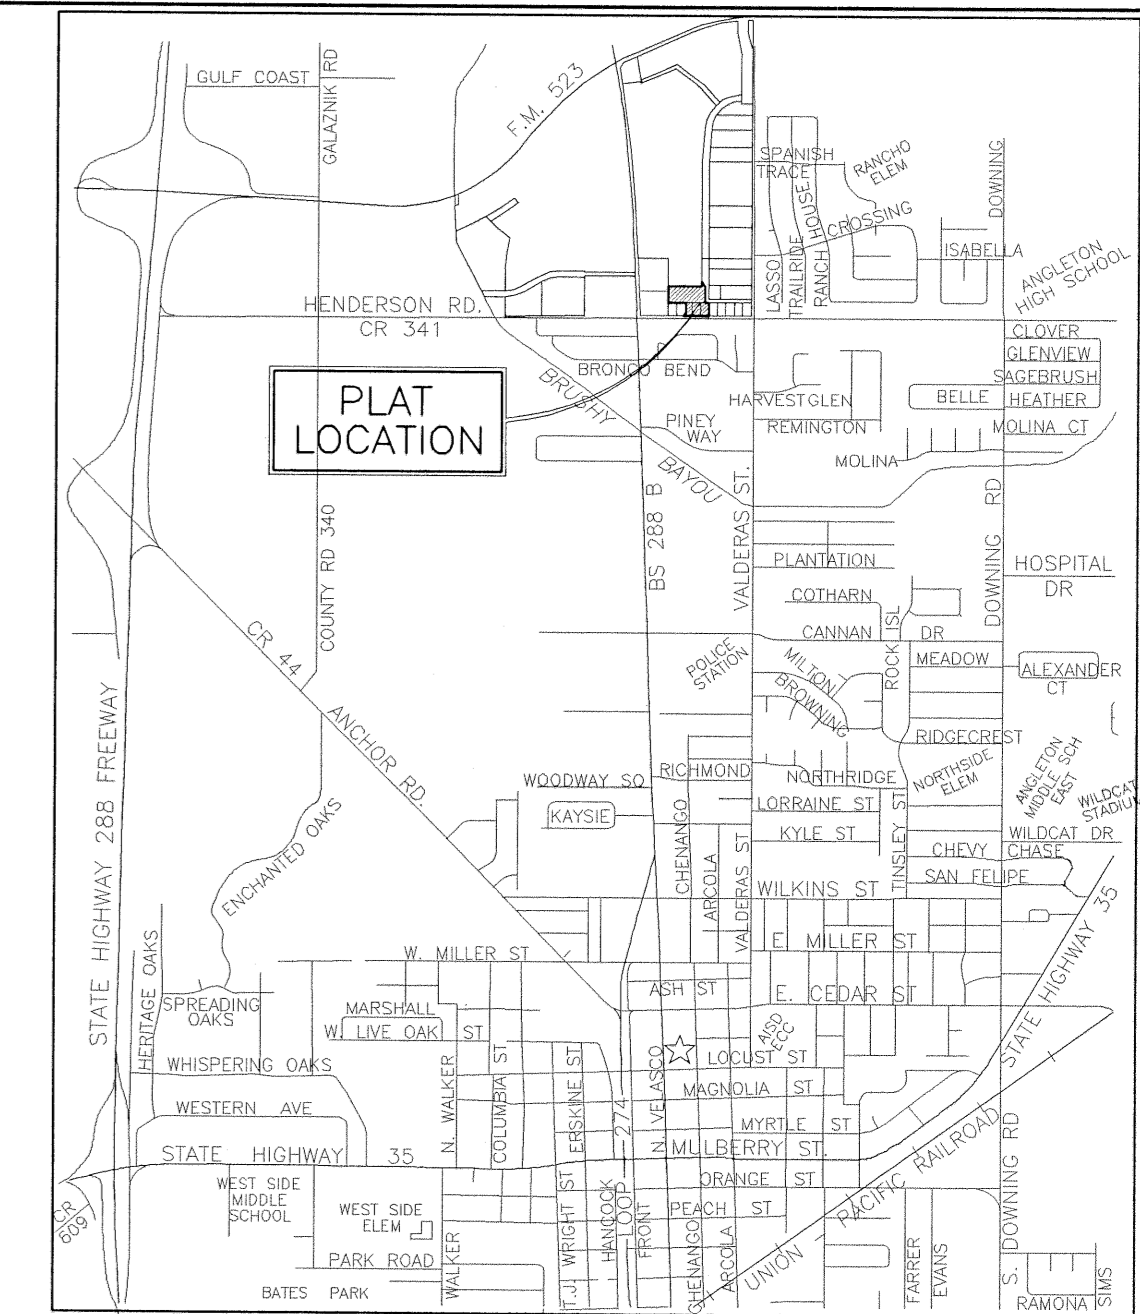 GULF COAST
GALAZNIK RD
F.M. 523
SPANISH
TRACE
RANCHO
ELEM
DOWNING
LASSO
TRAILRIDE
RANCH HOUSE
CROSSING
ISABELLA
ANGLETON
HIGH SCHOOL
HENDERSON RD.
CR 341
CLOVER
GLENVIEW
SAGEBRUSH
BRONCO BEND
BELLE
HEATHER
PLAT
LOCATION
BRUSHY
BAYOU
HARVESTGLEN
PINEY
WAY
REMINGTON
MOLINA CT
MOLINA
BS 288 B
VALDERAS ST.
DOWNING RD
COUNTY RD 340
PLANTATION
HOSPITAL
DR
COTHARN
CANNAN DR
ROCK ISL
CR 44
POLICE
STATION
MILTON
BROWNING
MEADOW
ALEXANDER
CT
STATE HIGHWAY 288 FREEWAY
ANCHOR RD.
RIDGECREST
RICHMOND
NORTHRIDGE
NORTHSIDE
ELEM
ANGLETON
MIDDLE SCH
EAST
WILDCAT
STADIUM
WOODWAY SQ
KAYSIE
LORRAINE ST
ENCHANTED OAKS
CHENANGO
KYLE ST
TINSLEY ST
WILDCAT DR
CHEVY CHASE
ARCOLA
VALDERAS ST
WILKINS ST
SAN FELIPE
STATE HIGHWAY 35
HERITAGE OAKS
W. MILLER ST
E. MILLER ST
SPREADING
OAKS
ASH ST
E. CEDAR ST
MARSHALL
W. LIVE OAK ST
AISD
ECC
WHISPERING OAKS
N. WALKER
COLUMBIA ST
ERSKINE ST
N. VELASCO
LOCUST ST
MAGNOLIA ST
WESTERN AVE
MYRTLE ST
STATE HIGHWAY 35
MULBERRY ST.
UNION PACIFIC RAILROAD
S. DOWNING RD
CR
609
WEST SIDE
MIDDLE
SCHOOL
WEST SIDE
ELEM
T.J. WRIGHT ST
HANCOCK
LOOP 274
FRONT
ORANGE ST
PEACH ST
CHENANGO
ARCOLA
PARK ROAD
WALKER
BATES PARK
FARRER
EVANS
RAMONA
SIMS